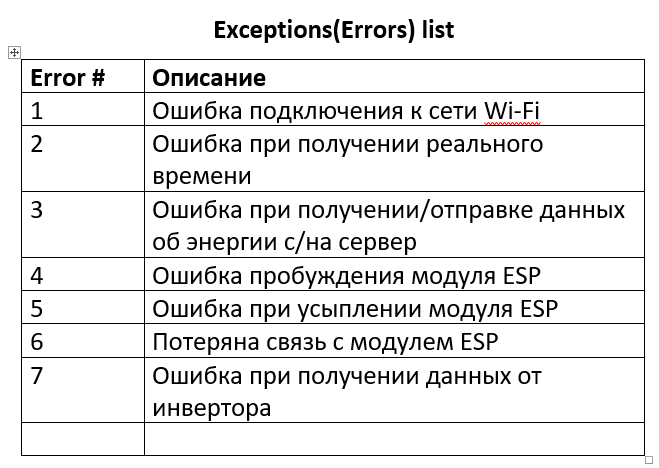 Exceptions(Errors) list
Error # Описание
1 Ошибка подключения к сети Wi-Fi
2 Ошибка при получении реального
времени
3 Ошибка при получении/отправке данных
об энергии с/на сервер
4 Ошибка пробуждения модуля ESP
5 Ошибка при усыплении модуля ESP
6 Потеряна связь с модулем ESP
7 Ошибка при получении данных от
инвертора